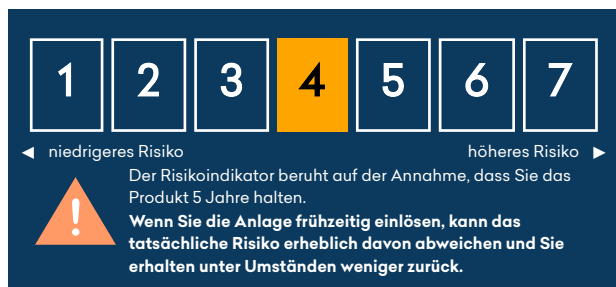 1 2 3 4 5 6 7
◄ niedrigeres Risiko höheres Risiko ►
Der Risikoindikator beruht auf der Annahme, dass Sie das
Produkt 5 Jahre halten.
!
Wenn Sie die Anlage frühzeitig einlösen, kann das
tatsächliche Risiko erheblich davon abweichen und Sie
erhalten unter Umständen weniger zurück.